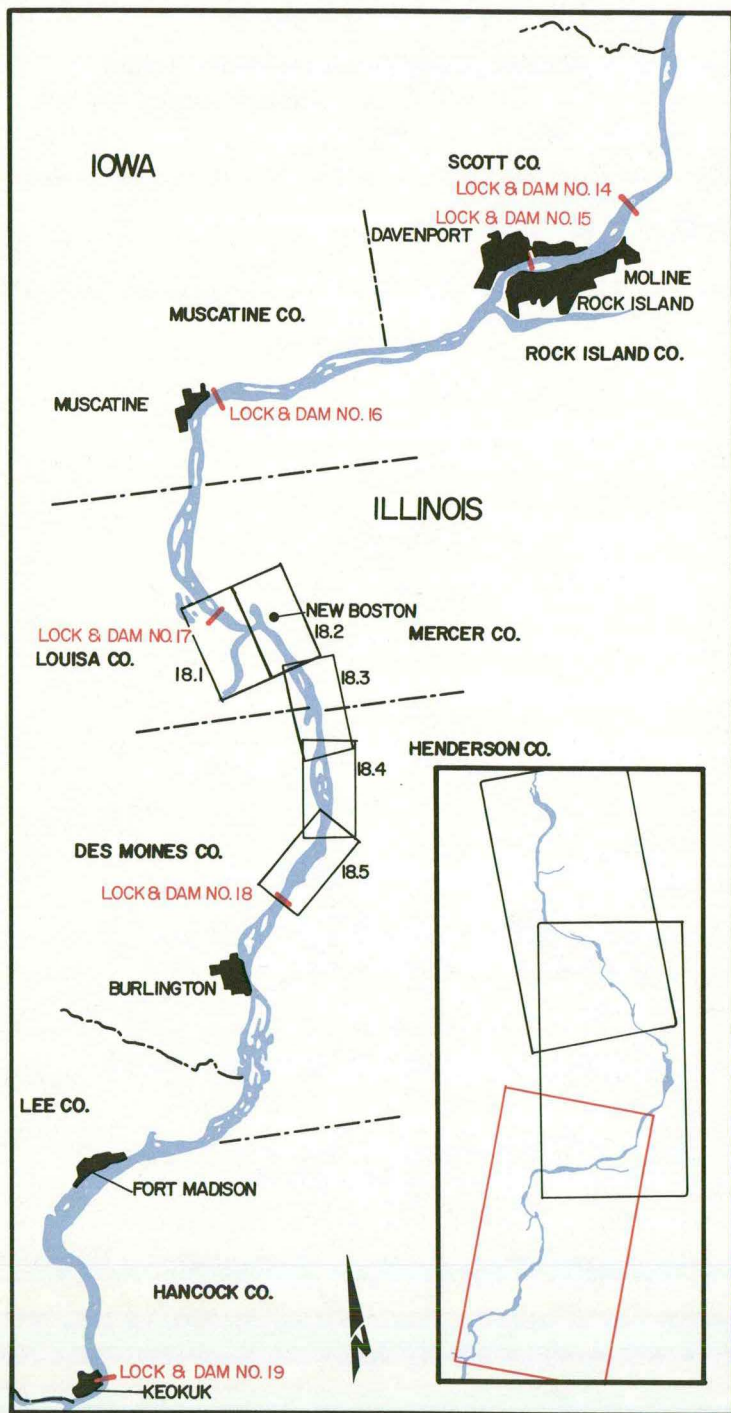 IOWA
SCOTT CO.
LOCK & DAM NO. 14
LOCK & DAM NO. 15
DAVENPORT
MOLINE
ROCK ISLAND
MUSCATINE CO.
ROCK ISLAND CO.
MUSCATINE
LOCK & DAM NO. 16
ILLINOIS
NEW BOSTON
LOCK & DAM NO. 17
18.2
MERCER CO.
LOUISA CO.
18.1
18.3
HENDERSON CO.
18.4
DES MOINES CO.
18.5
LOCK & DAM NO. 18
BURLINGTON
LEE CO.
FORT MADISON
HANCOCK CO.
LOCK & DAM NO. 19
KEOKUK